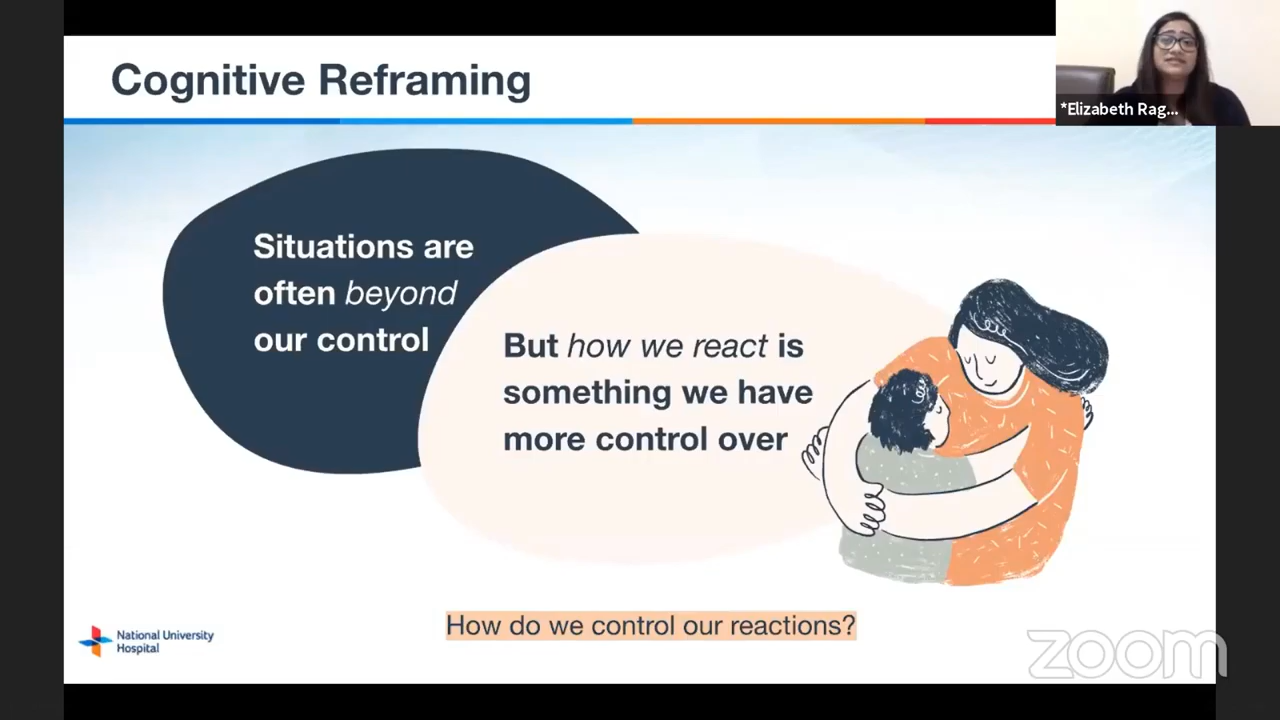 Cognitive Reframing
*Elizabeth Rag...
Situations are
often beyond
our control
But how we react is
something we have
more control over
How do we control our reactions?
National University
Hospital
zoom